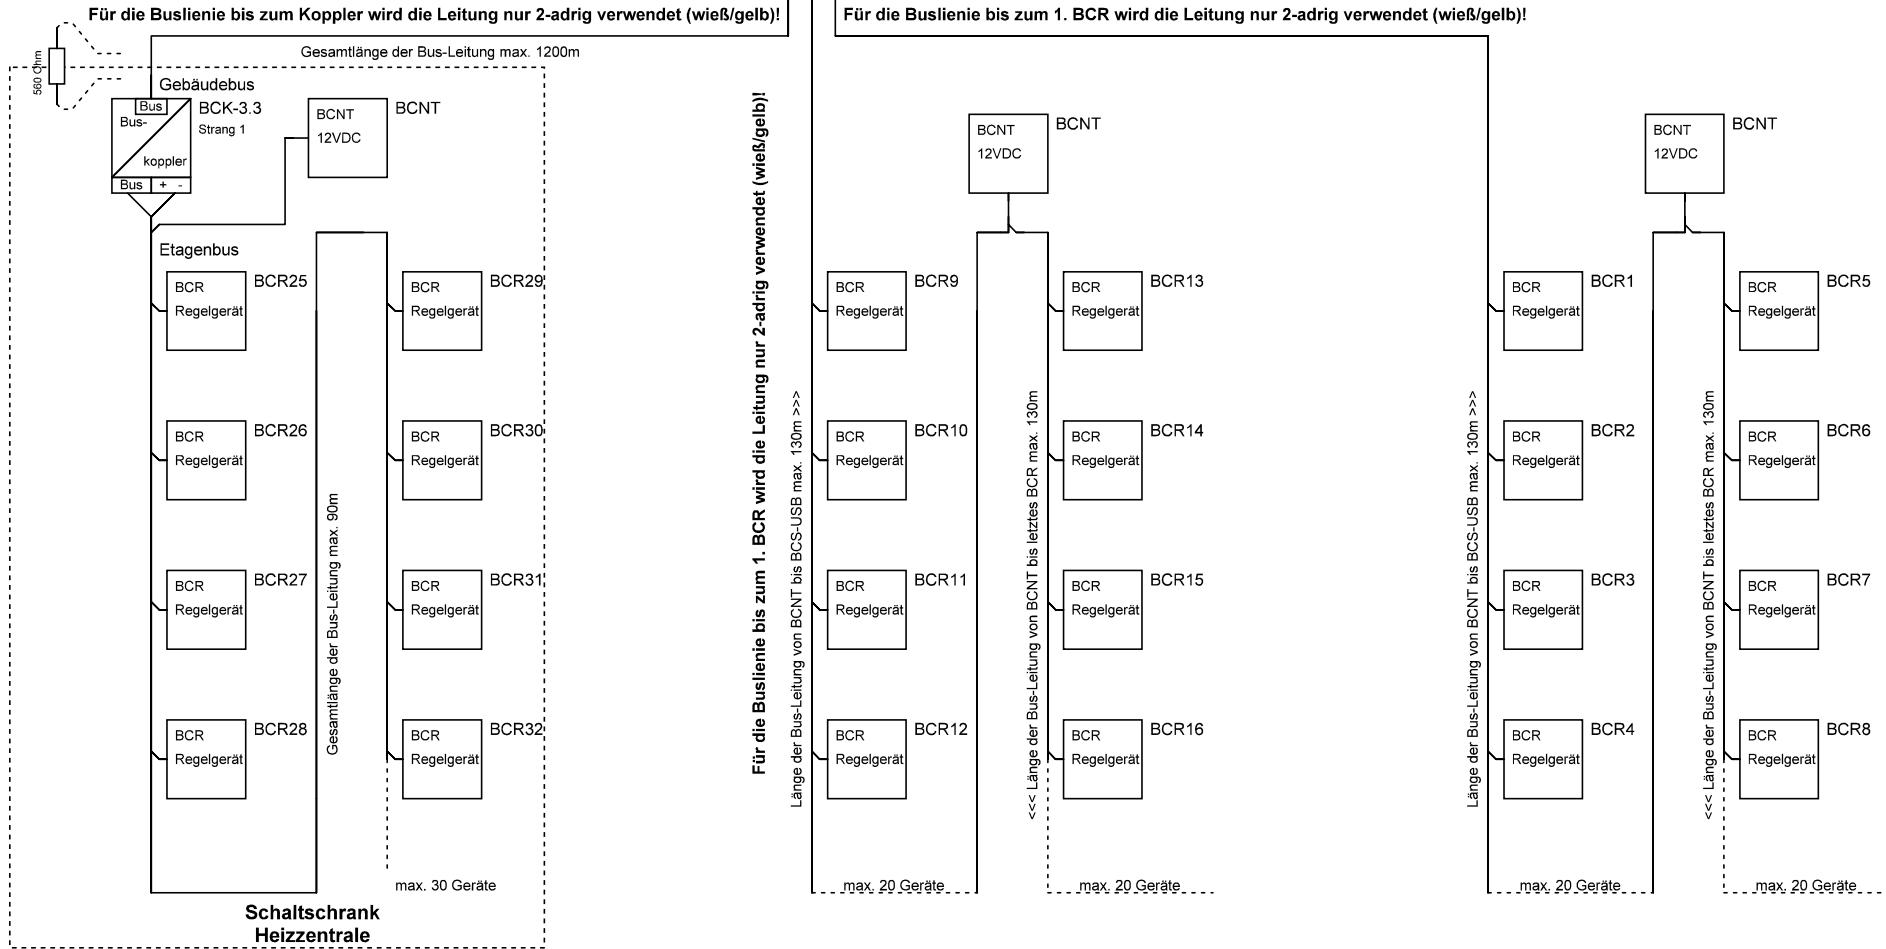 Für die Buslienie bis zum Koppler wird die Leitung nur 2-adrig verwendet (wieß/gelb)!
Für die Buslienie bis zum 1. BCR wird die Leitung nur 2-adrig verwendet (wieß/gelb)!
Gesamtlänge der Bus-Leitung max. 1200m
560 Ohm
Gebäudebus
Bus
Bus-
koppler
Bus + -
BCK-3.3
Strang 1
BCNT
12VDC
BCNT
Etagenbus
BCR
Regelgerät
BCR25
BCR
Regelgerät
BCR26
BCR
Regelgerät
BCR27
BCR
Regelgerät
BCR28
Gesamtlänge der Bus-Leitung max. 90m
BCR
Regelgerät
BCR29
BCR
Regelgerät
BCR30
BCR
Regelgerät
BCR31
BCR
Regelgerät
BCR32
max. 30 Geräte
Schaltschrank
Heizzentrale
Für die Buslienie bis zum 1. BCR wird die Leitung nur 2-adrig verwendet (wieß/gelb)!
Länge der Bus-Leitung von BCNT bis BCS-USB max. 130m >>>
BCNT
12VDC
BCNT
BCR
Regelgerät
BCR9
BCR
Regelgerät
BCR10
BCR
Regelgerät
BCR11
BCR
Regelgerät
BCR12
max. 20 Geräte
<<< Länge der Bus-Leitung von BCNT bis letztes BCR max. 130m
BCR
Regelgerät
BCR13
BCR
Regelgerät
BCR14
BCR
Regelgerät
BCR15
BCR
Regelgerät
BCR16
max. 20 Geräte
Länge der Bus-Leitung von BCNT bis BCS-USB max. 130m >>>
BCNT
12VDC
BCNT
BCR
Regelgerät
BCR1
BCR
Regelgerät
BCR2
BCR
Regelgerät
BCR3
BCR
Regelgerät
BCR4
max. 20 Geräte
<<< Länge der Bus-Leitung von BCNT bis letztes BCR max. 130m
BCR
Regelgerät
BCR5
BCR
Regelgerät
BCR6
BCR
Regelgerät
BCR7
BCR
Regelgerät
BCR8
max. 20 Geräte